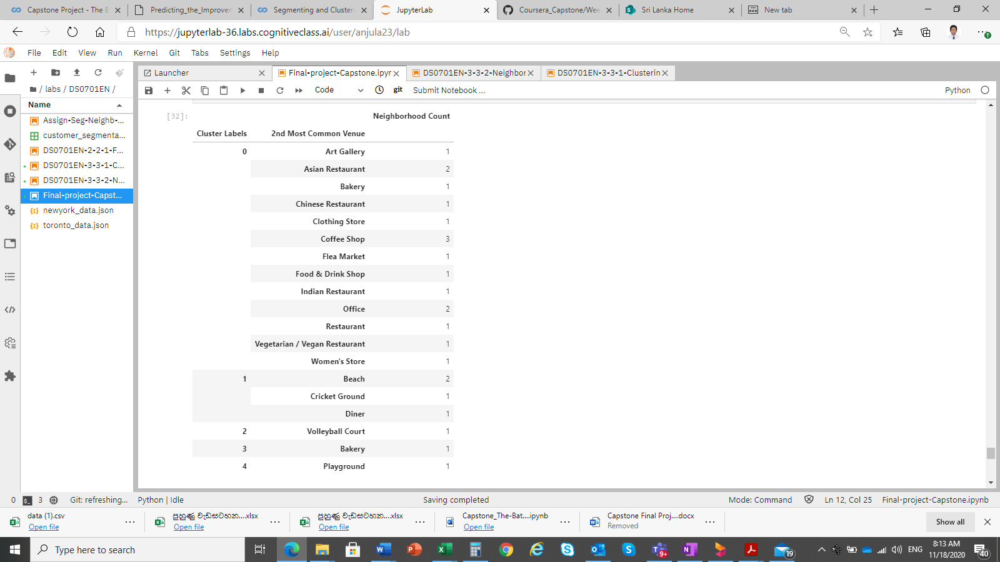 Capstone Project - The B
Predicting_the_Improven
Segmenting and Clusteri
JupyterLab
Coursera_Capstone/Wee
Sri Lanka Home
New tab
https://jupyterlab-36.labs.cognitiveclass.ai/user/anjula23/lab
File Edit View Run Kernel Git Tabs Settings Help
Launcher
Final-project-Capstone.ipyr
DS0701EN-3-3-2-Neighbor
DS0701EN-3-3-1-Clusterin
/ labs / DS0701EN /
Code
git
Submit Notebook ...
Python
Name
Assign-Seg-Neighb-...
customer_segmenta...
DS0701EN-2-2-1-F...
DS0701EN-3-3-1-C...
DS0701EN-3-3-2-N...
Final-project-Capst...
newyork_data.json
toronto_data.json
[32]:
Neighborhood Count
Cluster Labels 2nd Most Common Venue
0 Art Gallery 1
Asian Restaurant 2
Bakery 1
Chinese Restaurant 1
Clothing Store 1
Coffee Shop 3
Flea Market 1
Food & Drink Shop 1
Indian Restaurant 1
Office 2
Restaurant 1
Vegetarian / Vegan Restaurant 1
Women's Store 1
1 Beach 2
Cricket Ground 1
Diner 1
2 Volleyball Court 1
3 Bakery 1
4 Playground 1
0 3 Git: refreshing... Python | Idle Saving completed Mode: Command Ln 12, Col 25 Final-project-Capstone.ipynb
data (1).csv
Open file
පුහුණු වැඩසටහන....xlsx
Open file
පුහුණු වැඩසටහන....xlsx
Open file
Capstone_The-Bat....ipynb
Open file
Capstone Final Proj....docx
Removed
Show all
Type here to search
9+
19
ENG
8:13 AM
11/18/2020
40